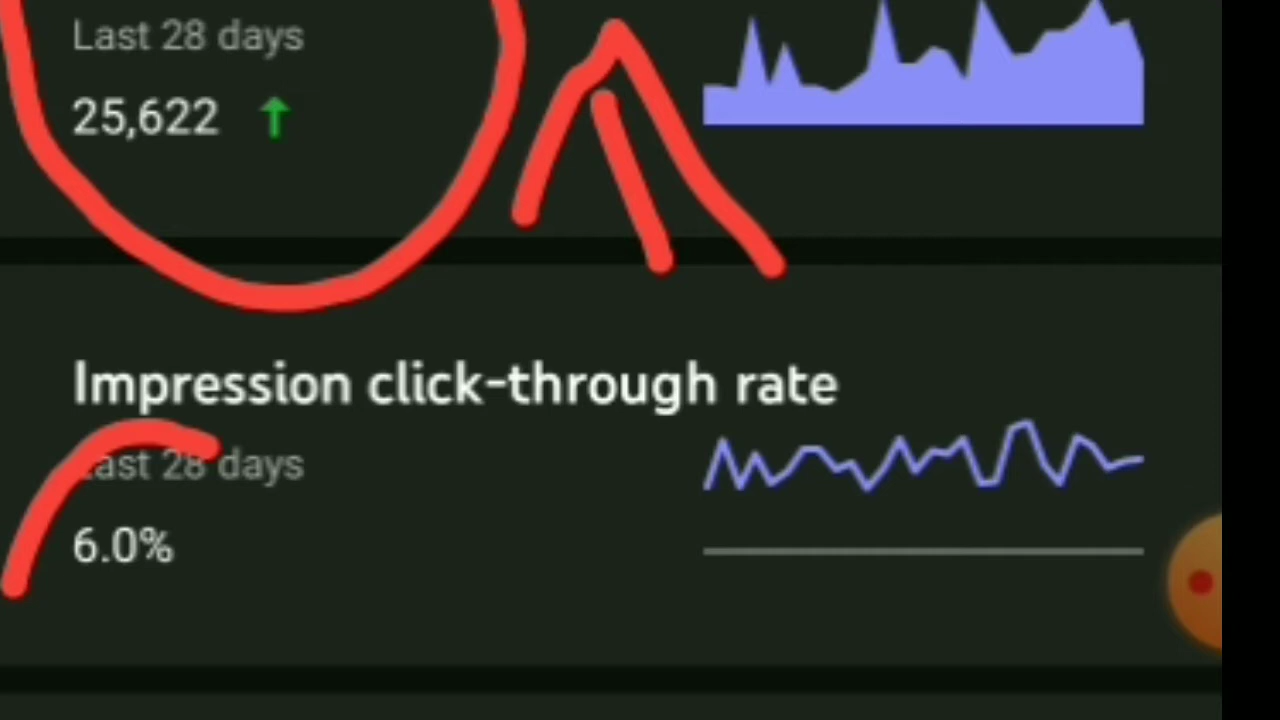 Last 28 days
25,622
Impression click-through rate
Last 28 days
6.0%